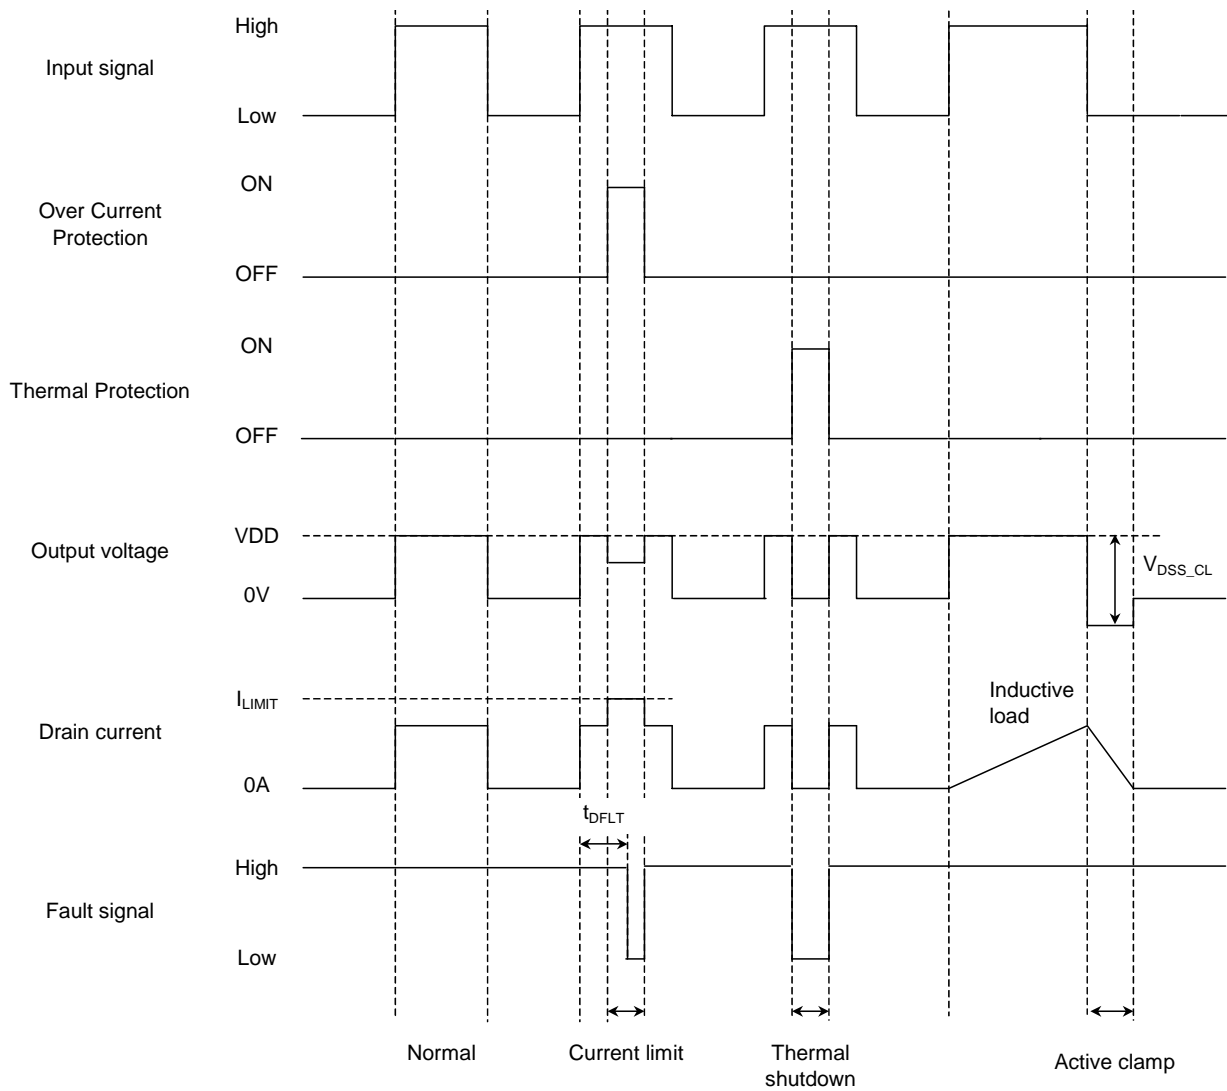 High
Input signal
Low
ON
Over Current
Protection
OFF
ON
Thermal Protection
OFF
VDD
Output voltage
0V
VDSS_CL
ILIMIT
Inductive
load
Drain current
0A
tDFLT
High
Fault signal
Low
Normal
Current limit
Thermal
shutdown
Active clamp